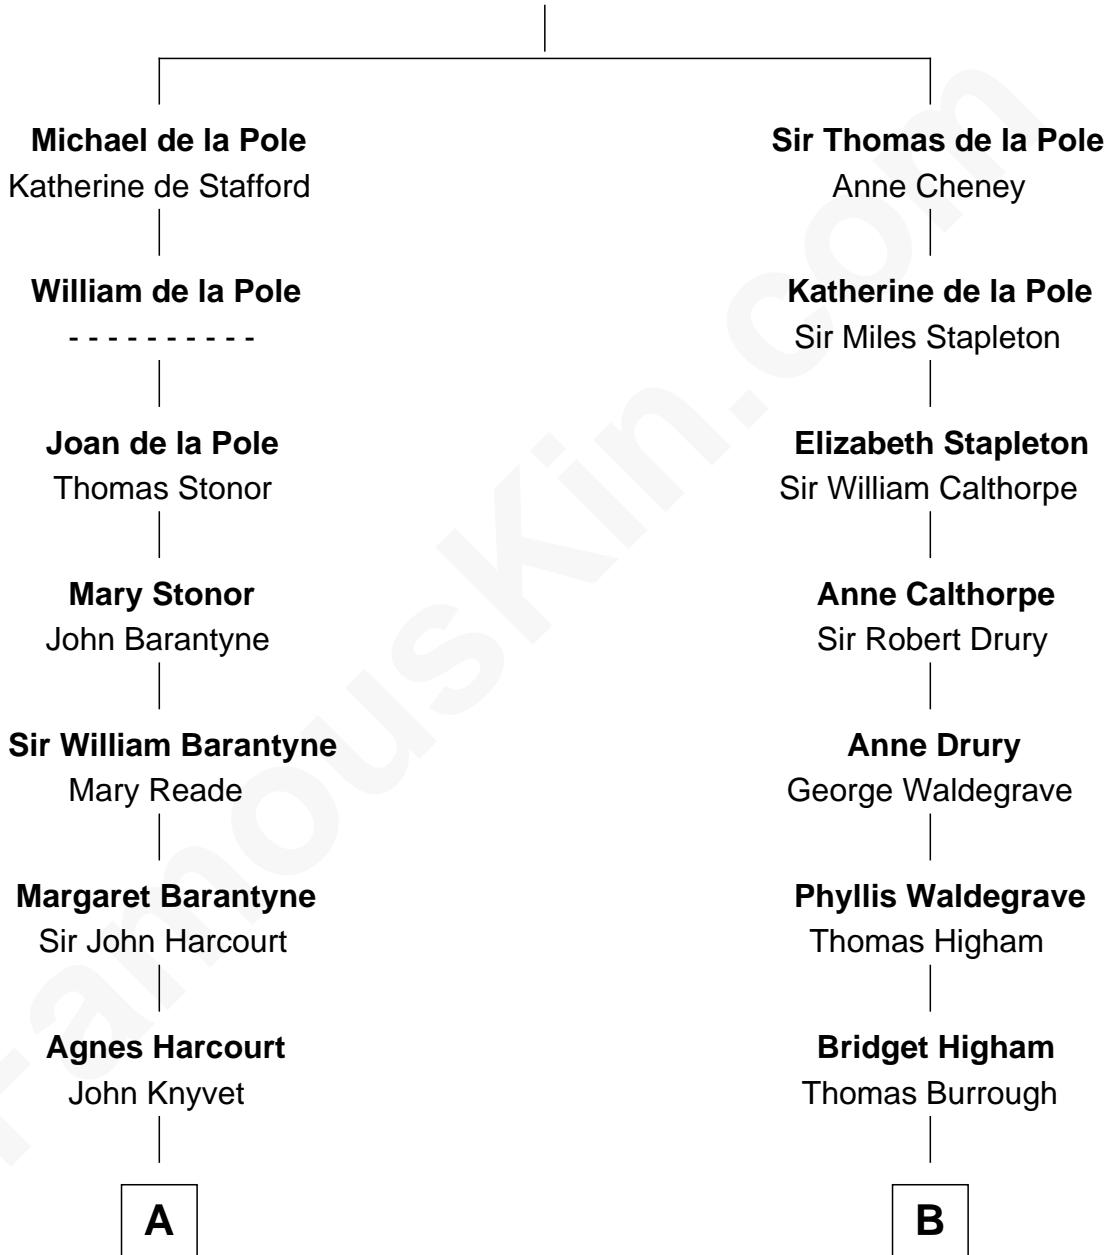 Michael de la Pole
Katherine de Stafford
William de la Pole
- - - - - - - - - -
Joan de la Pole
Thomas Stonor
Mary Stonor
John Barantyne
Sir William Barantyne
Mary Reade
Margaret Barantyne
Sir John Harcourt
Agnes Harcourt
John Knyvet
A
Sir Thomas de la Pole
Anne Cheney
Katherine de la Pole
Sir Miles Stapleton
Elizabeth Stapleton
Sir William Calthorpe
Anne Calthorpe
Sir Robert Drury
Anne Drury
George Waldegrave
Phyllis Waldegrave
Thomas Higham
Bridget Higham
Thomas Burrough
B
FamousKin.com